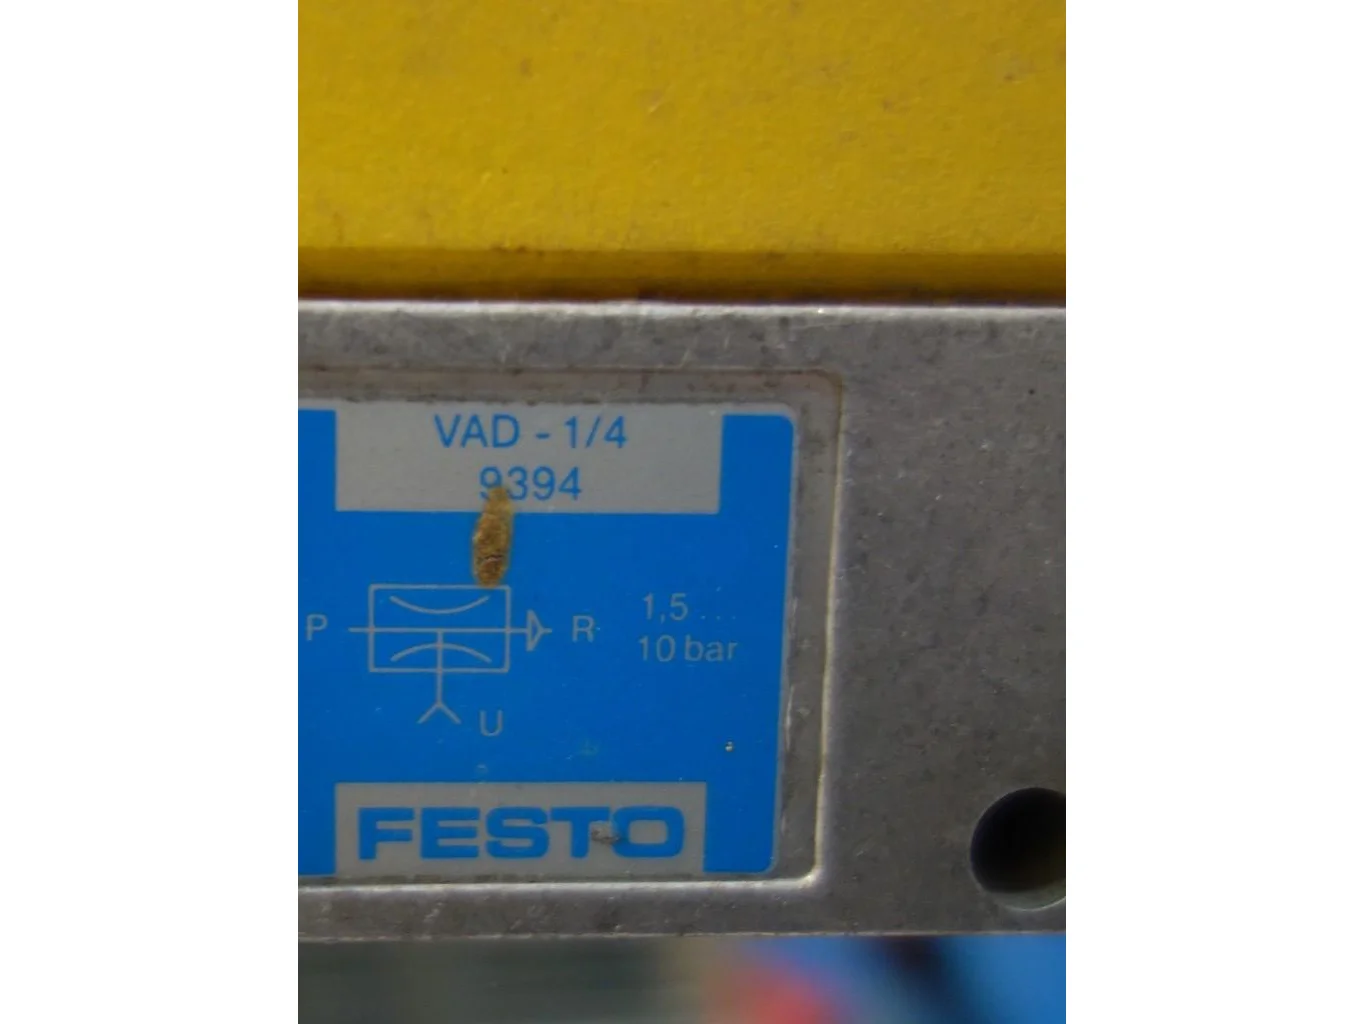 VAD - 1/4
9394
P
R
1,5 ...
10 bar
U
FESTO